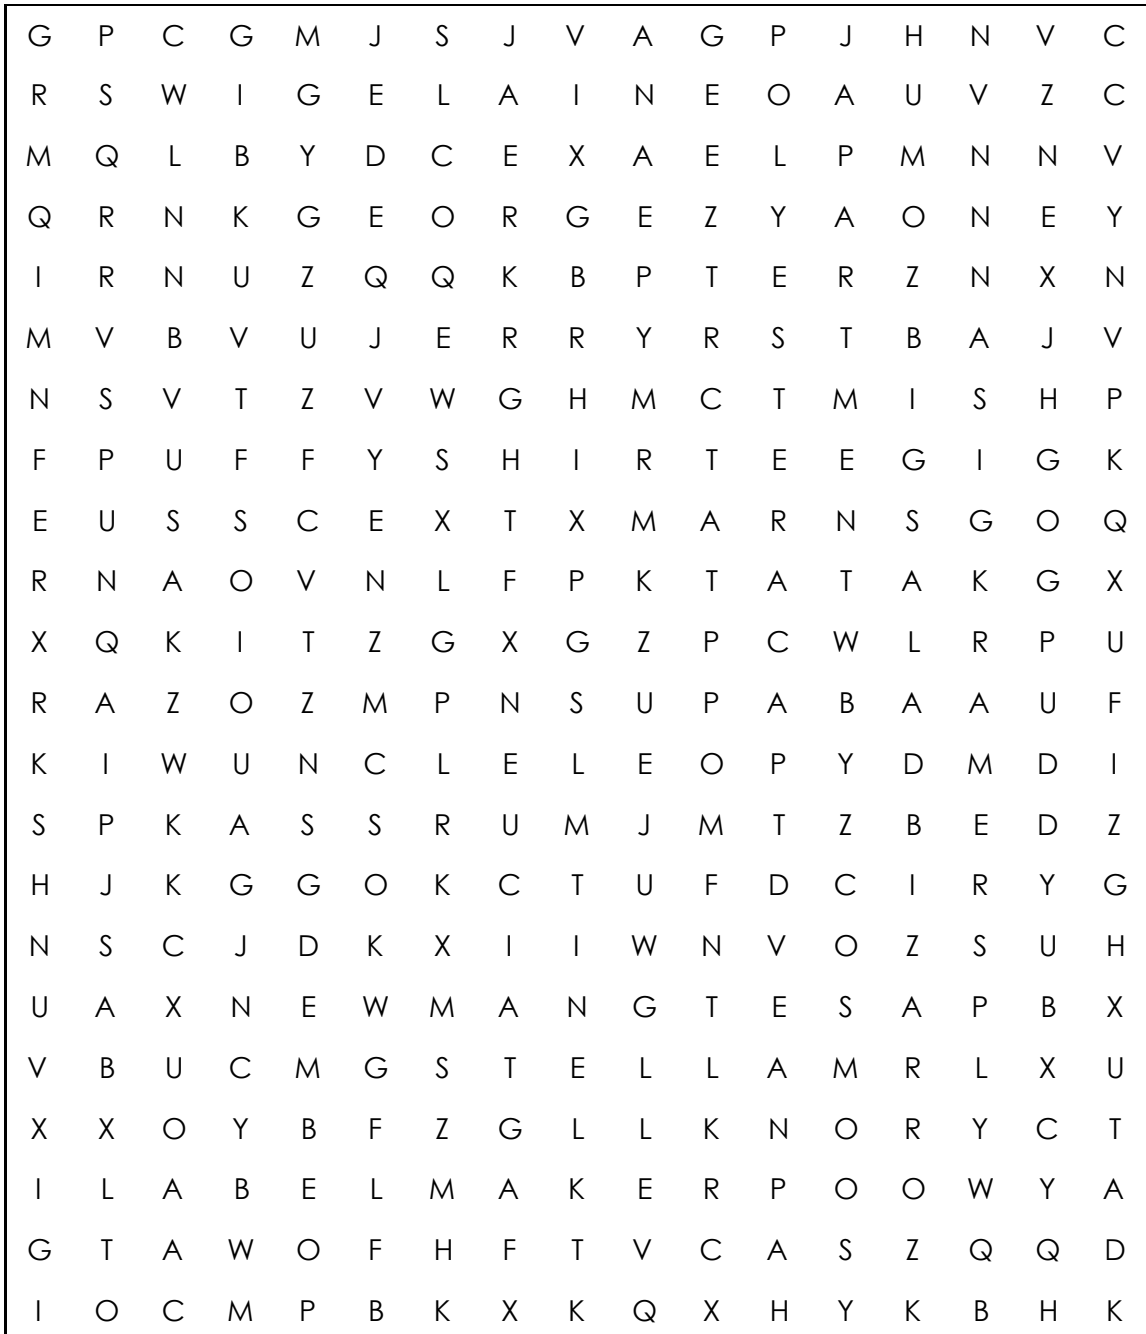 G P C G M J S J V A G P J H N V C
R S W I G E L A I N E O A U V Z C
M Q L B Y D C E X A E L P M N N V
Q R N K G E O R G E Z Y A O N E Y
I R N U Z Q Q K B P T E R Z N X N
M V B V U J E R R Y R S T B A J V
N S V T Z V W G H M C T M I S H P
F P U F F Y S H I R T E E G I G K
E U S S C E X T X M A R N S G O Q
R N A O V N L F P K T A T A K G X
X Q K I T Z G X G Z P C W L R P U
R A Z O Z M P N S U P A B A A U F
K I W U N C L E L E O P Y D M D I
S P K A S S R U M J M T Z B E D Z
H J K G G O K C T U F D C I R Y G
N S C J D K X I I W N V O Z S U H
U A X N E W M A N G T E S A P B X
V B U C M G S T E L L A M R L X U
X X O Y B F Z G L L K N O R Y C T
I L A B E L M A K E R P O O W Y A
G T A W O F H F T V C A S Z Q Q D
I O C M P B K X K Q X H Y K B H K